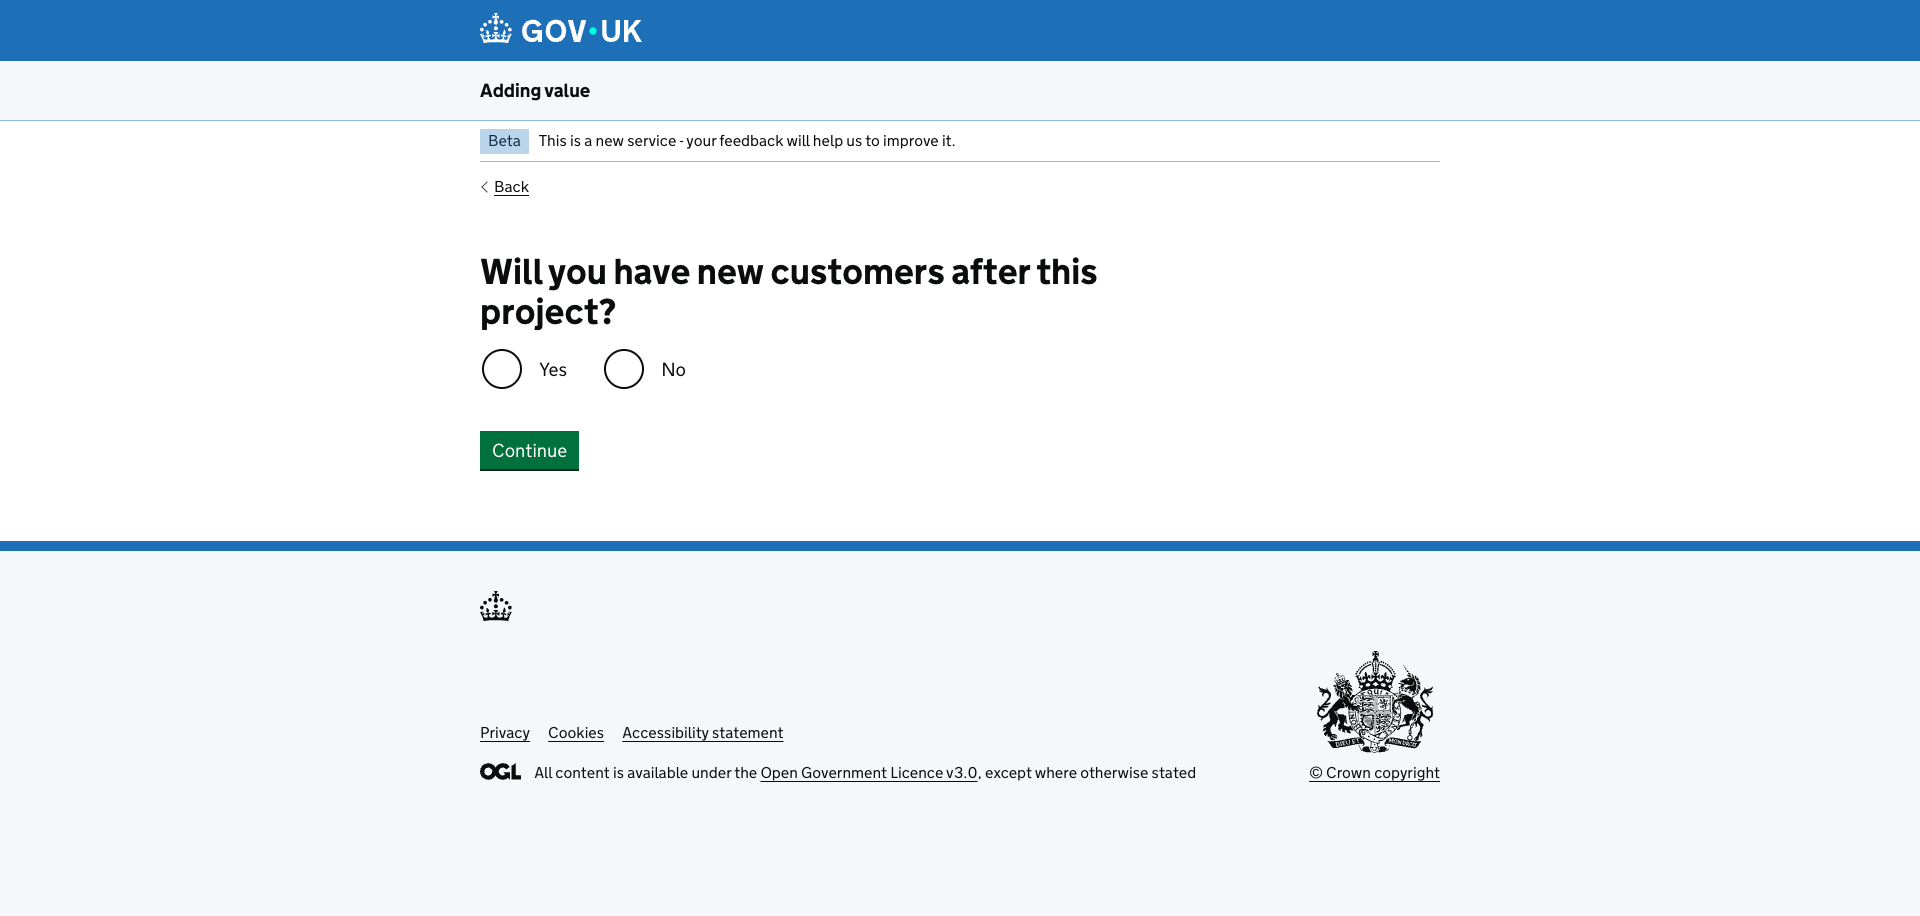 GOV·UK
Adding value
Beta This is a new service - your feedback will help us to improve it.
Back
Will you have new customers after this
project?
Yes No
Continue
Privacy Cookies Accessibility statement
OGL All content is available under the Open Government Licence v3.0, except where otherwise stated
© Crown copyright